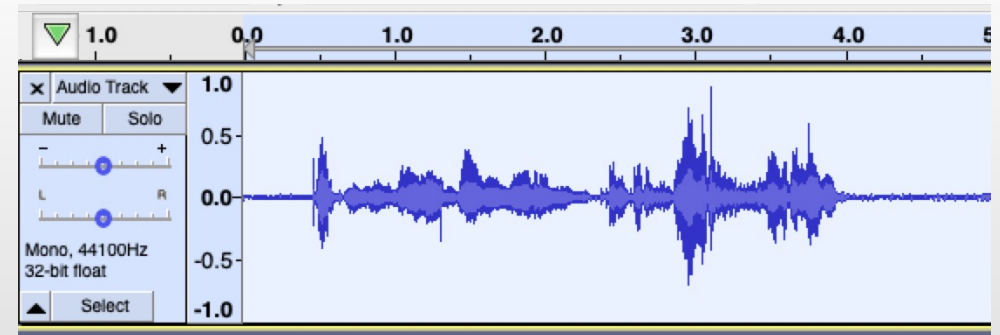 1.0 0.0 1.0 2.0 3.0 4.0 5
× Audio Track ▼ 1.0
Mute Solo
0.5-
- +
0.0-
L R
Mono, 44100Hz
32-bit float
-0.5-
▲ Select -1.0